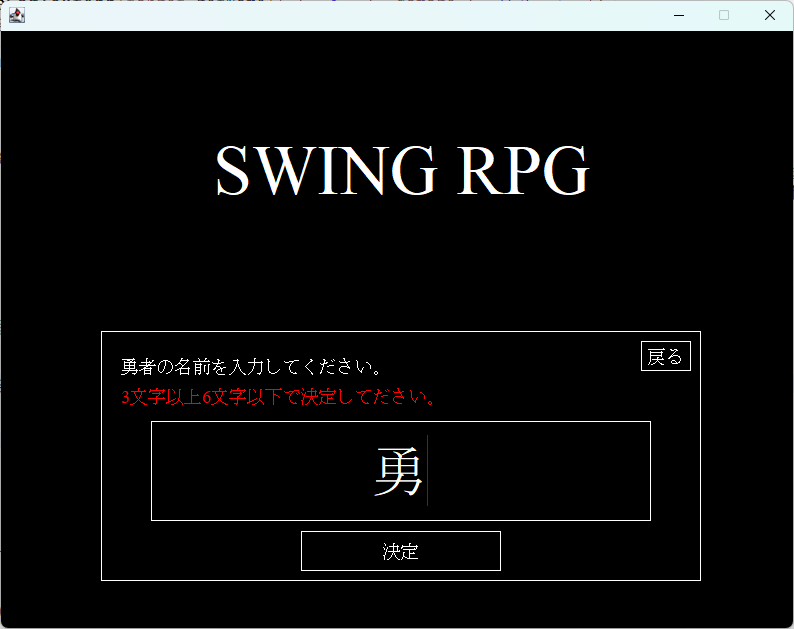 SWING RPG
戻る
勇者の名前を入力してください。
3文字以上6文字以下で決定してださい。
勇
決定